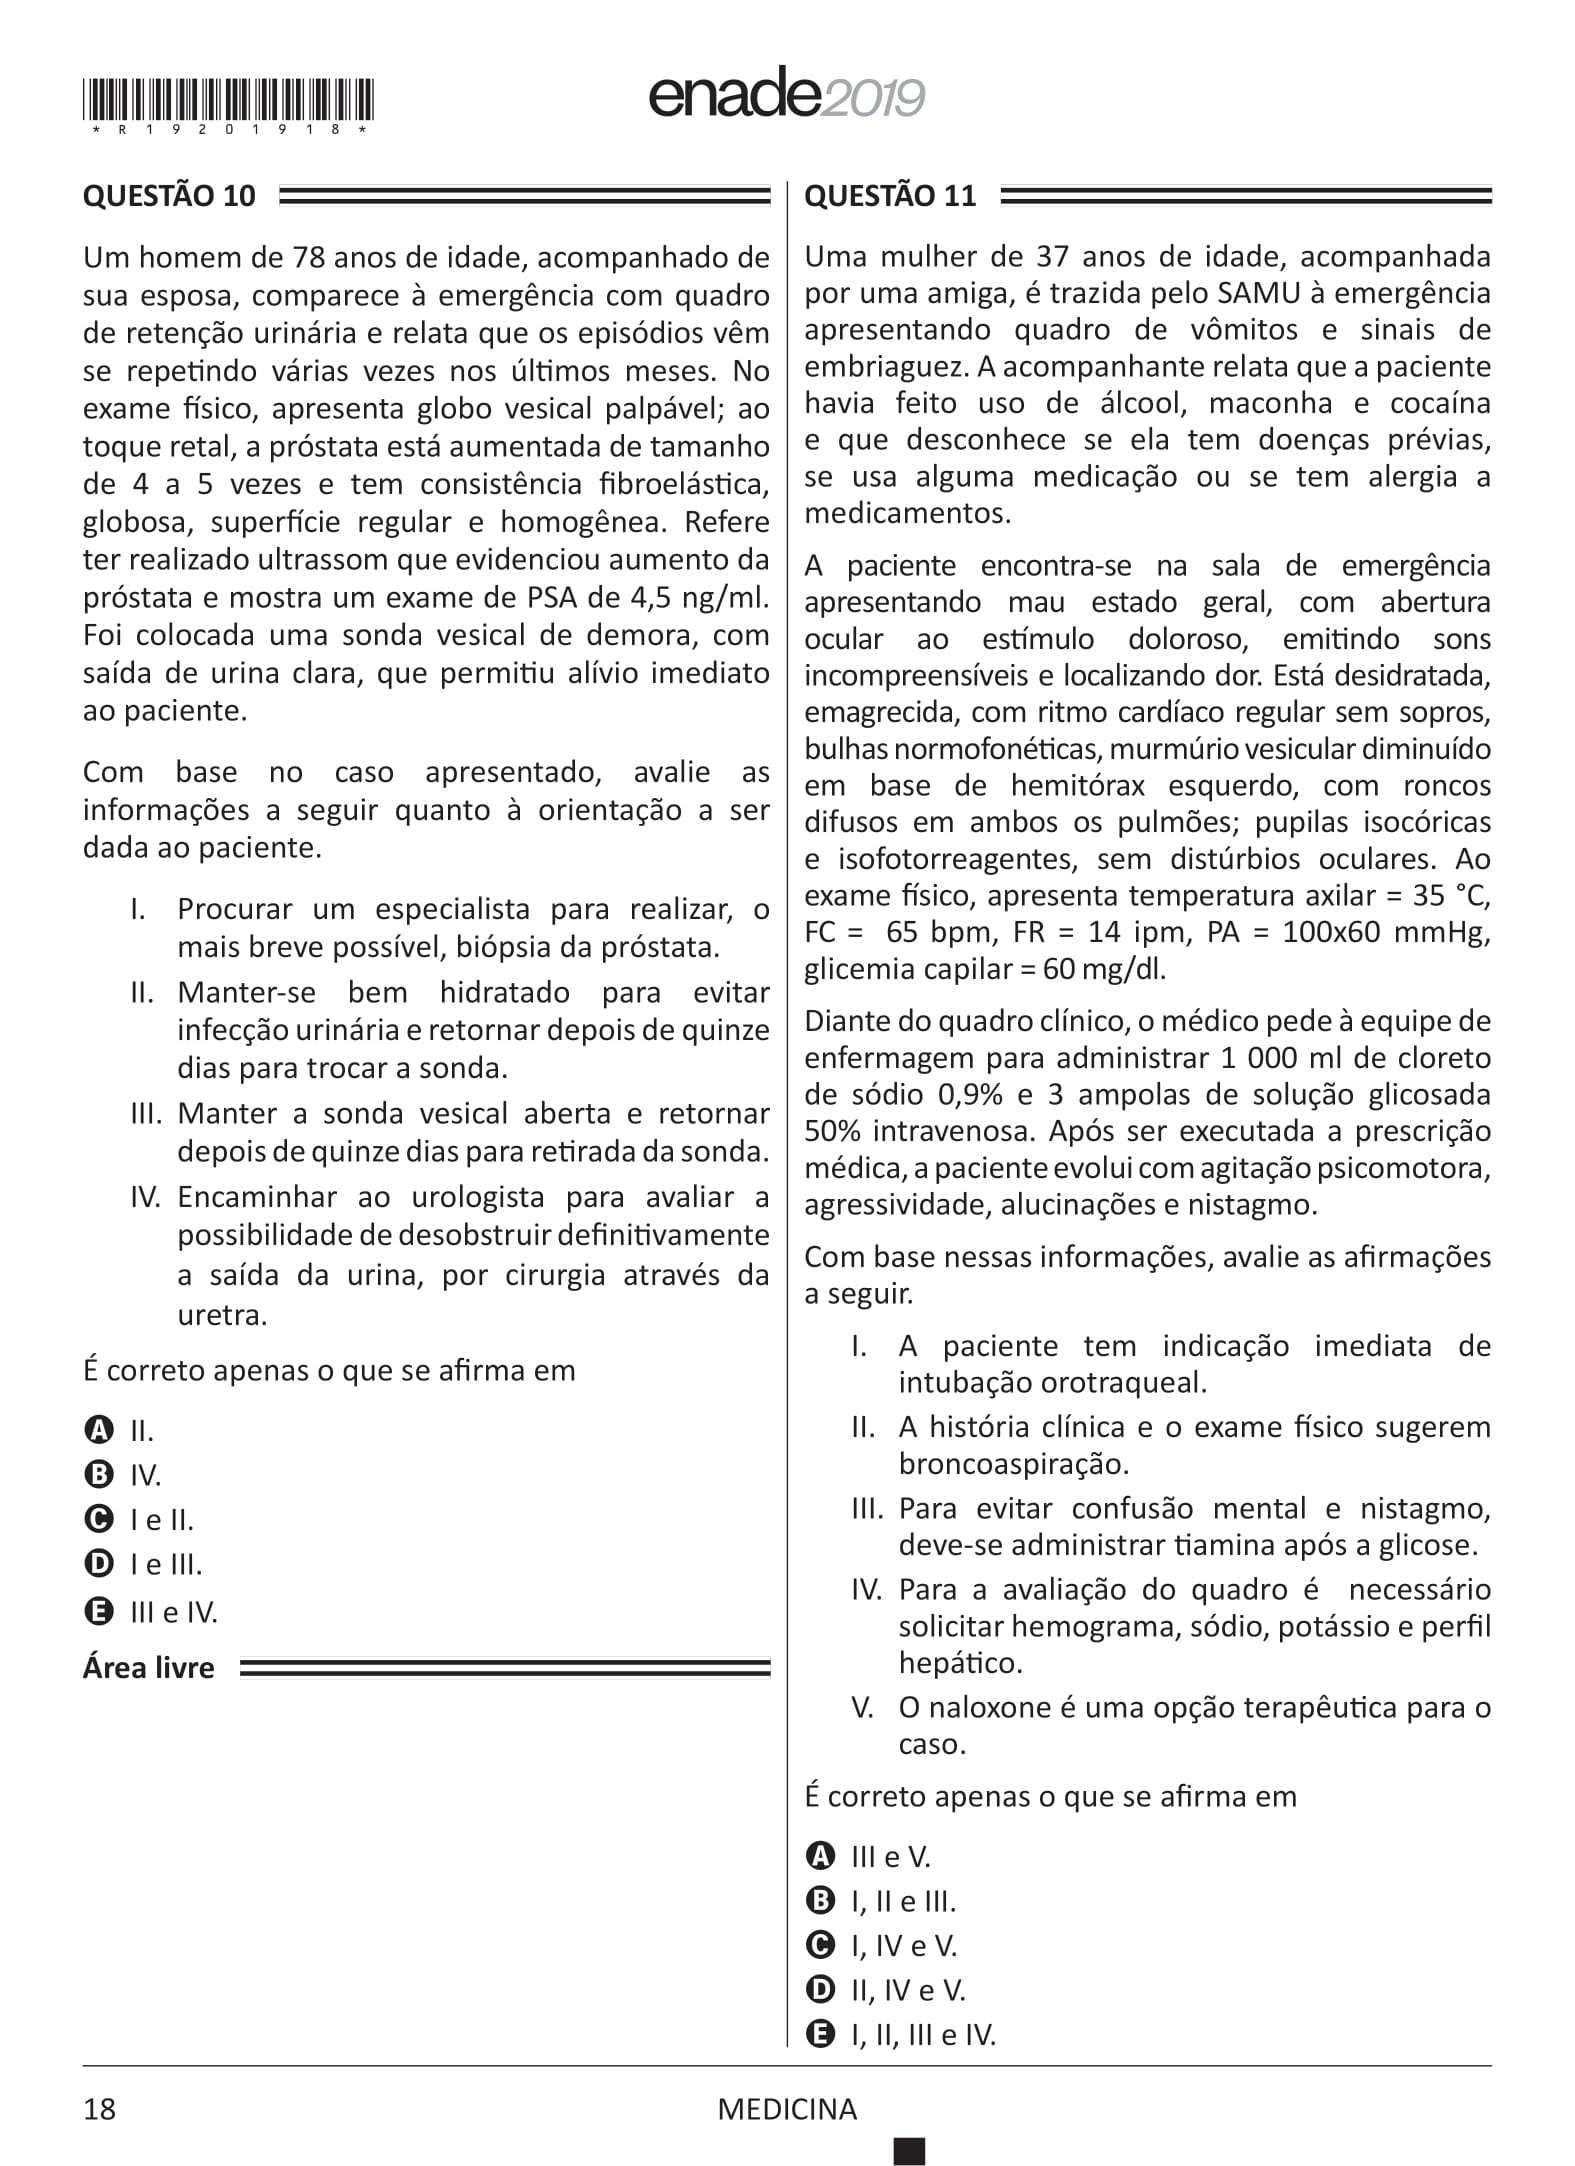 * R 1 9 2 0 1 9 1 8 *
enade2019
QUESTÃO 10
Um homem de 78 anos de idade, acompanhado de
sua esposa, comparece à emergência com quadro
de retenção urinária e relata que os episódios vêm
se repetindo várias vezes nos últimos meses. No
exame físico, apresenta globo vesical palpável; ao
toque retal, a próstata está aumentada de tamanho
de 4 a 5 vezes e tem consistência fibroelástica,
globosa, superfície regular e homogênea. Refere
ter realizado ultrassom que evidenciou aumento da
próstata e mostra um exame de PSA de 4,5 ng/ml.
Foi colocada uma sonda vesical de demora, com
saída de urina clara, que permitiu alívio imediato
ao paciente.
Com base no caso apresentado, avalie as
informações a seguir quanto à orientação a ser
dada ao paciente.
I. Procurar um especialista para realizar, o
mais breve possível, biópsia da próstata.
II. Manter-se bem hidratado para evitar
infecção urinária e retornar depois de quinze
dias para trocar a sonda.
III. Manter a sonda vesical aberta e retornar
depois de quinze dias para retirada da sonda.
IV. Encaminhar ao urologista para avaliar a
possibilidade de desobstruir definitivamente
a saída da urina, por cirurgia através da
uretra.
É correto apenas o que se afirma em
A II.
B IV.
C I e II.
D I e III.
E III e IV.
Área livre
QUESTÃO 11
Uma mulher de 37 anos de idade, acompanhada
por uma amiga, é trazida pelo SAMU à emergência
apresentando quadro de vômitos e sinais de
embriaguez. A acompanhante relata que a paciente
havia feito uso de álcool, maconha e cocaína
e que desconhece se ela tem doenças prévias,
se usa alguma medicação ou se tem alergia a
medicamentos.
A paciente encontra-se na sala de emergência
apresentando mau estado geral, com abertura
ocular ao estímulo doloroso, emitindo sons
incompreensíveis e localizando dor. Está desidratada,
emagrecida, com ritmo cardíaco regular sem sopros,
bulhas normofonéticas, murmúrio vesicular diminuído
em base de hemitórax esquerdo, com roncos
difusos em ambos os pulmões; pupilas isocóricas
e isofotorreagentes, sem distúrbios oculares. Ao
exame físico, apresenta temperatura axilar = 35 °C,
FC = 65 bpm, FR = 14 ipm, PA = 100x60 mmHg,
glicemia capilar = 60 mg/dl.
Diante do quadro clínico, o médico pede à equipe de
enfermagem para administrar 1 000 ml de cloreto
de sódio 0,9% e 3 ampolas de solução glicosada
50% intravenosa. Após ser executada a prescrição
médica, a paciente evolui com agitação psicomotora,
agressividade, alucinações e nistagmo.
Com base nessas informações, avalie as afirmações
a seguir.
I. A paciente tem indicação imediata de
intubação orotraqueal.
II. A história clínica e o exame físico sugerem
broncoaspiração.
III. Para evitar confusão mental e nistagmo,
deve-se administrar tiamina após a glicose.
IV. Para a avaliação do quadro é necessário
solicitar hemograma, sódio, potássio e perfil
hepático.
V. O naloxone é uma opção terapêutica para o
caso.
É correto apenas o que se afirma em
A III e V.
B I, II e III.
C I, IV e V.
D II, IV e V.
E I, II, III e IV.
18
MEDICINA